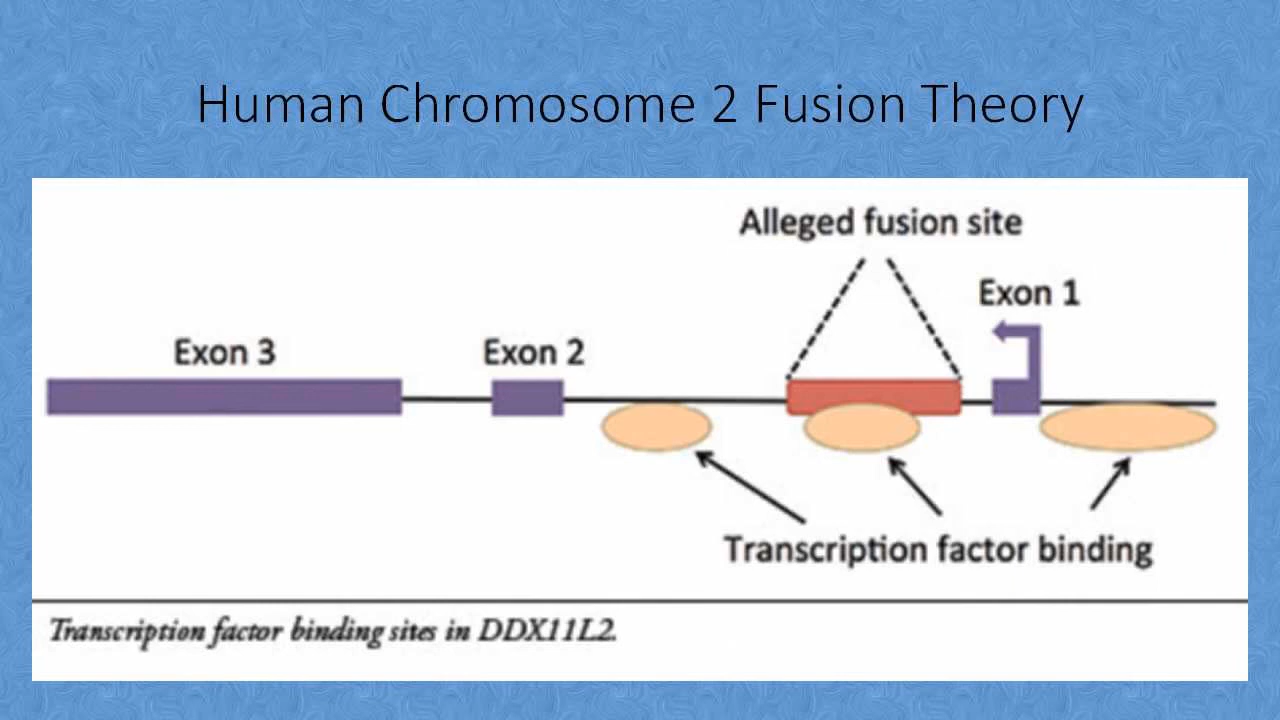 Human Chromosome 2 Fusion Theory
Alleged fusion site
Exon 1
Exon 3
Exon 2
Transcription factor binding
Transcription factor binding sites in DDX11L2.